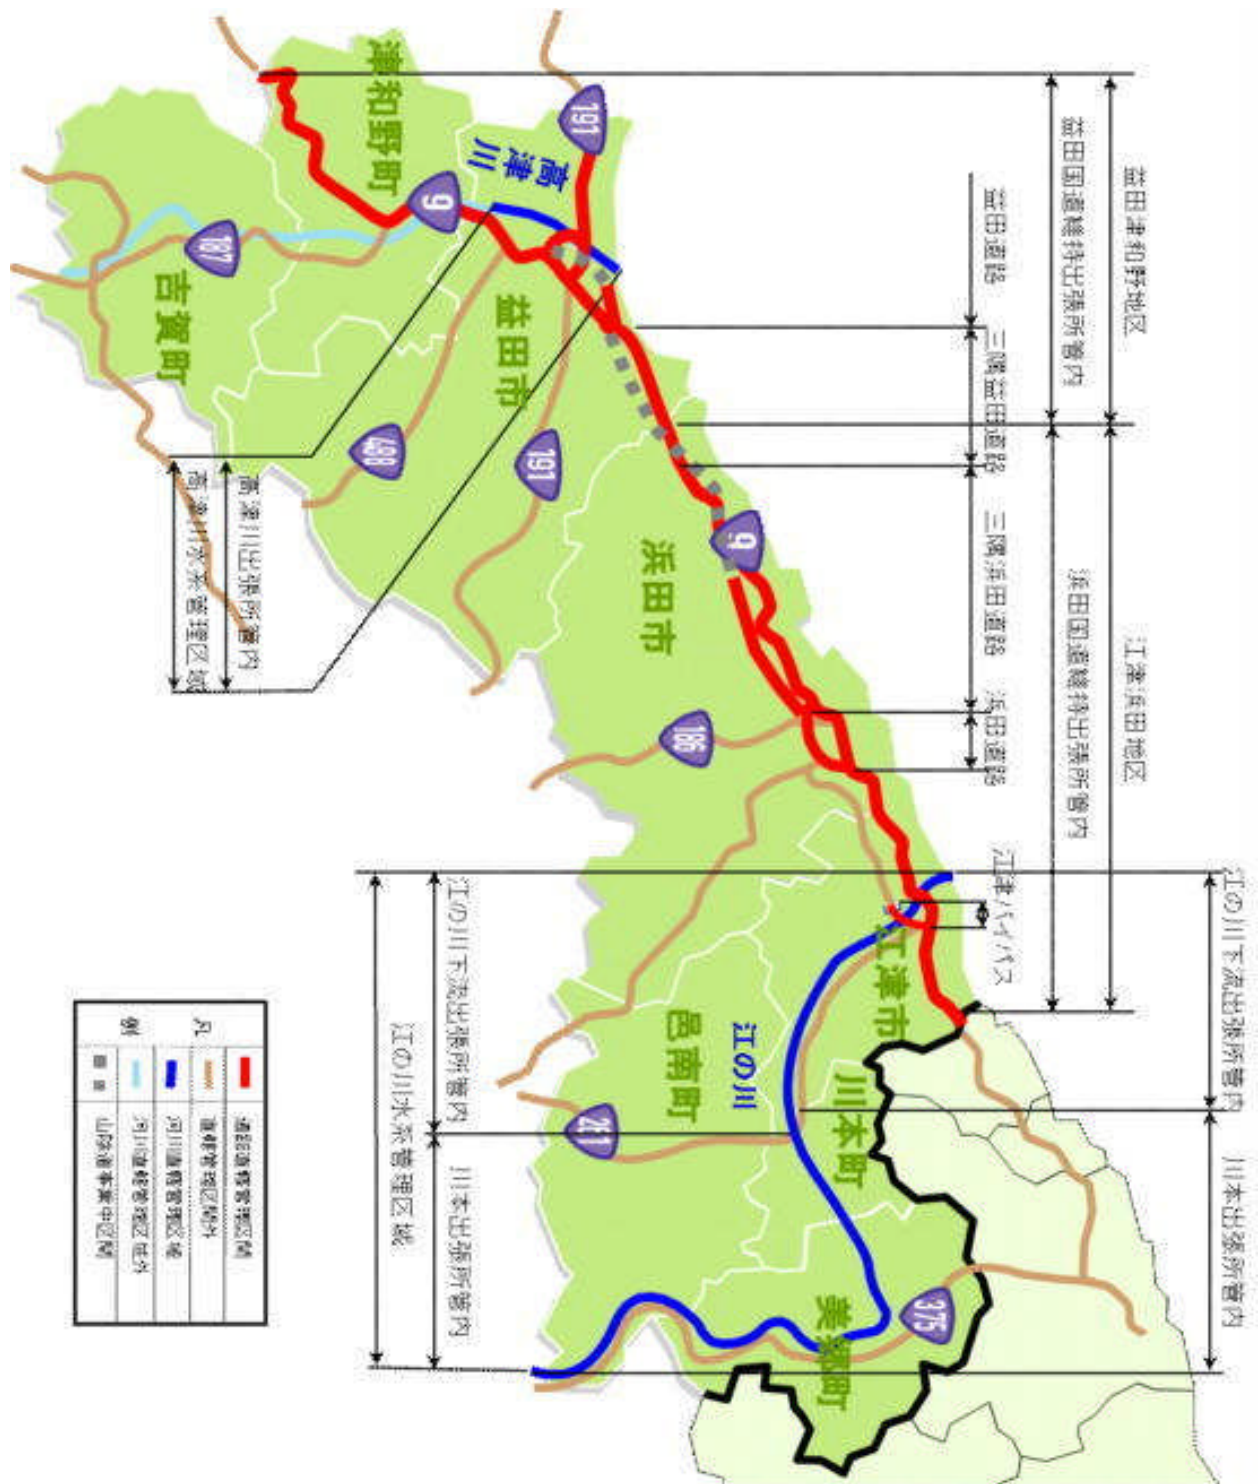 益田津和野地区
江津浜田地区
益田国道維持出張所管内
浜田国道維持出張所管内
江の川下流出張所管内
川本出張所管内
益田道路
三隅益田道路
三隅浜田道路
浜田道路
江津バイパス
津和野町
高津川
191
9
187
吉賀町
益田市
488
191
浜田市
9
186
江津市
邑南町
江の川
川本町
261
美郷町
375
高津川出張所管内
高津川水系管理区域
江の川下流出張所管内
川本出張所管内
江の川水系管理区域
凡例
道路直轄管理区間
直轄管理区間外
河川直轄管理区域
河川直轄管理区域外
山陰道事業中区間